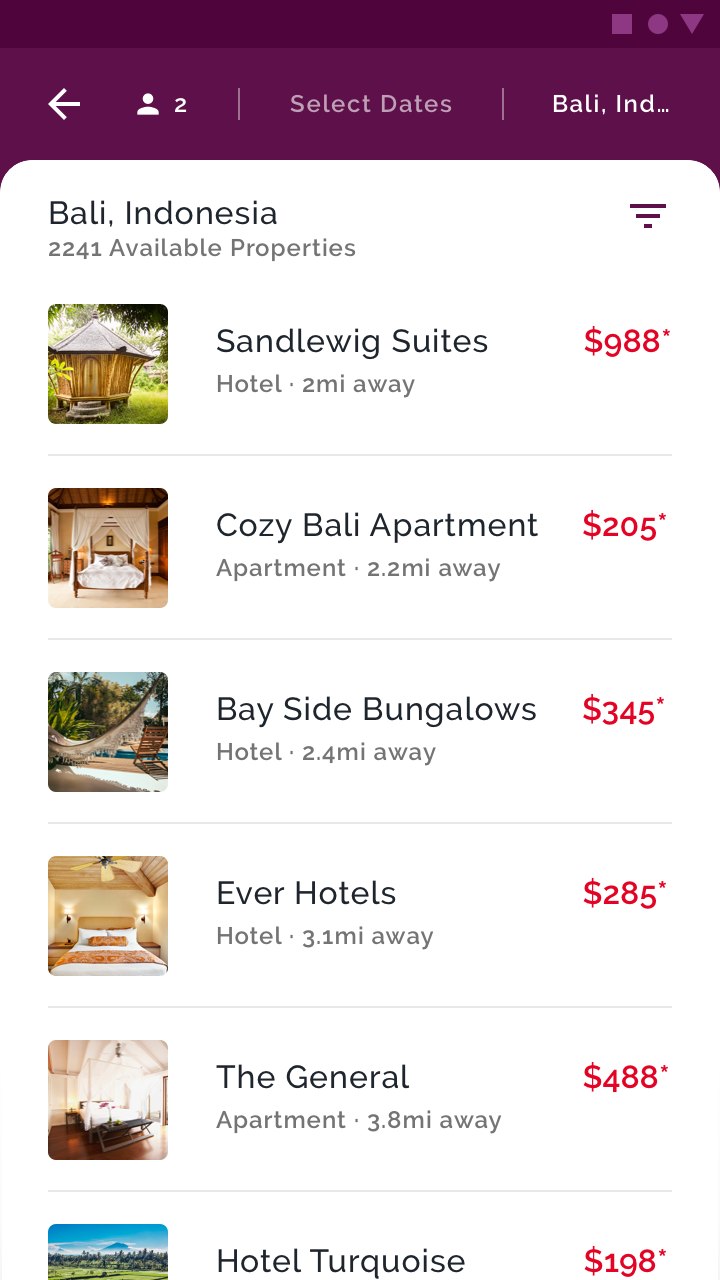 2 Select Dates Bali, Ind…
Bali, Indonesia
2241 Available Properties
Sandlewig Suites $988*
Hotel · 2mi away
Cozy Bali Apartment $205*
Apartment · 2.2mi away
Bay Side Bungalows $345*
Hotel · 2.4mi away
Ever Hotels $285*
Hotel · 3.1mi away
The General $488*
Apartment · 3.8mi away
Hotel Turquoise $198*